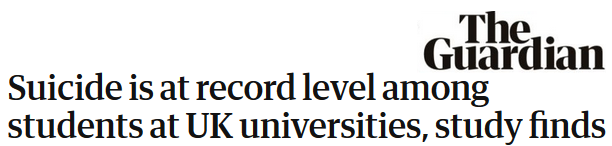 The
Guardian
Suicide is at record level among
students at UK universities, study finds